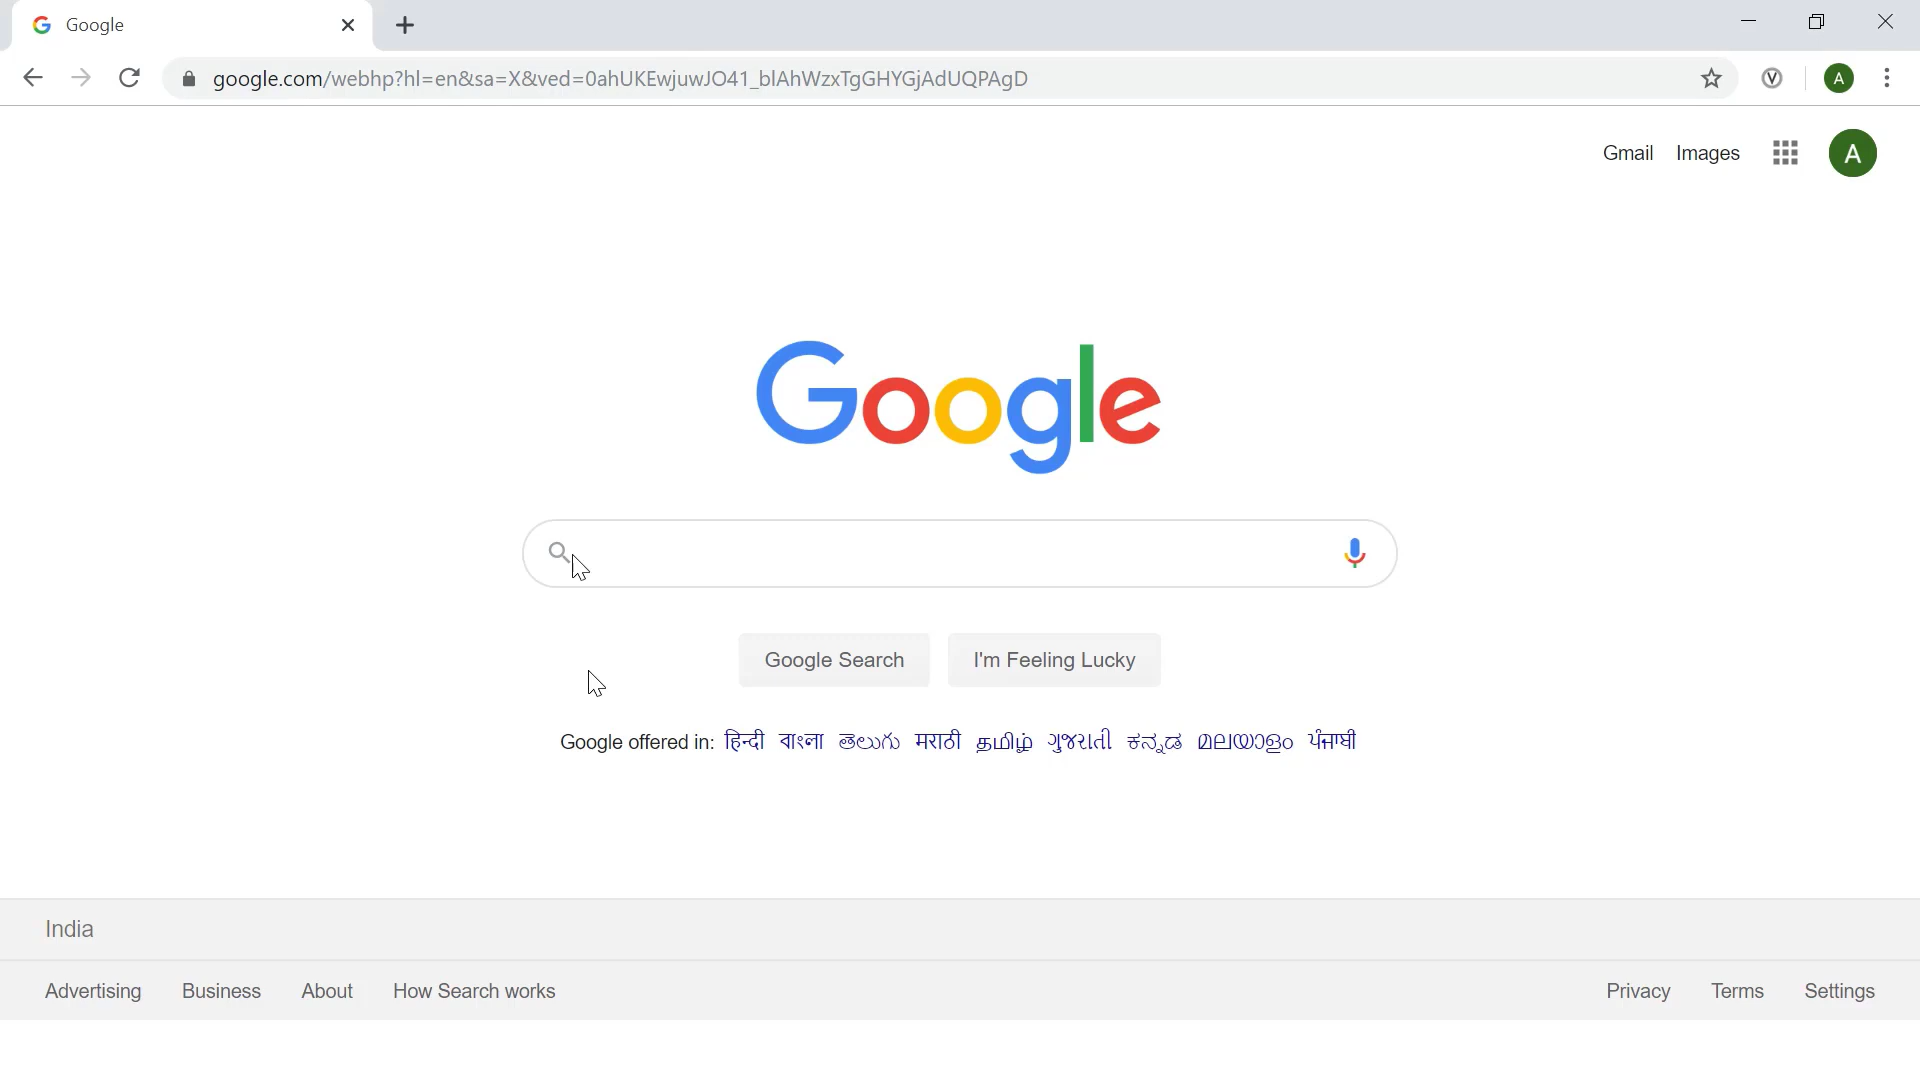 Google
google.com/webhp?hl=en&sa=X&ved=0ahUKEwjuwJO41_blAhWzxTgGHYGjAdUQPAgD
A
Gmail Images A
Google
Google Search I'm Feeling Lucky
Google offered in: हिन्दी বাংলা తెలుగు मराठी தமிழ் ગુજરાતી ಕನ್ನಡ മലയാളം ਪੰਜਾਬੀ
India
Advertising Business About How Search works Privacy Terms Settings